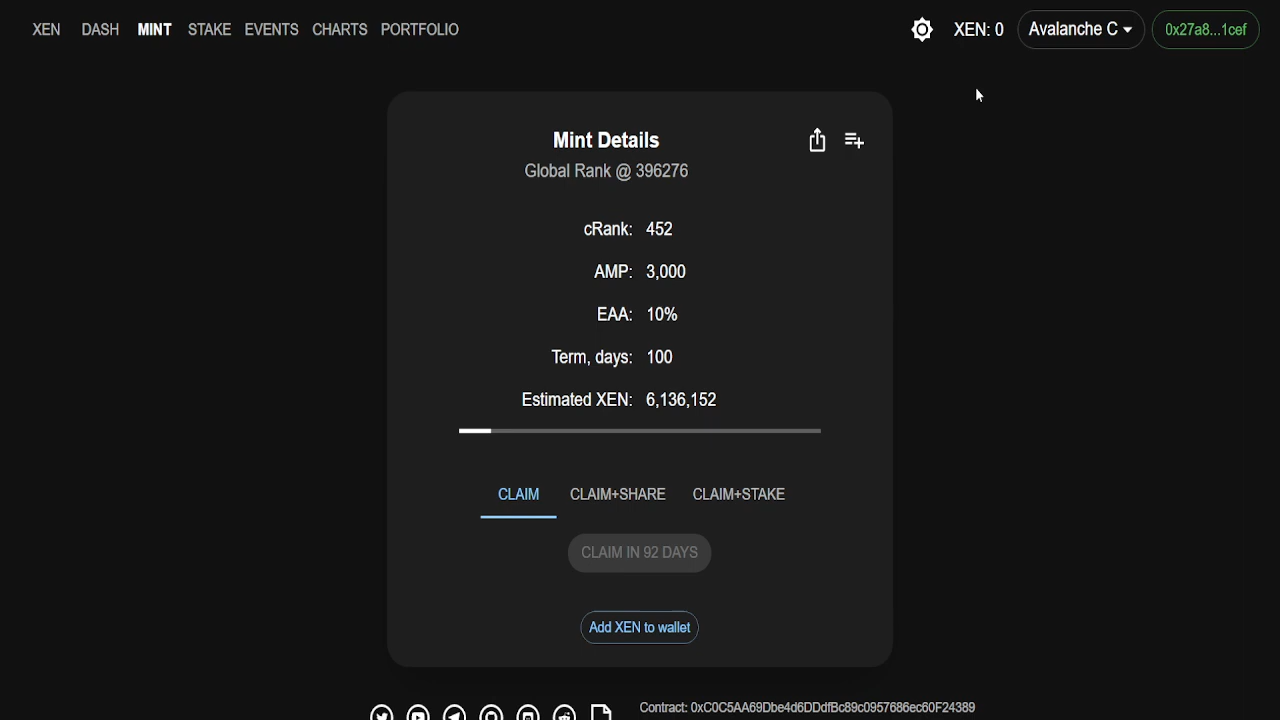 XEN DASH MINT STAKE EVENTS CHARTS PORTFOLIO XEN: 0 Avalanche C 0x27a8...1cef
Mint Details
Global Rank @ 396276
cRank: 452
AMP: 3,000
EAA: 10%
Term, days: 100
Estimated XEN: 6,136,152
CLAIM CLAIM+SHARE CLAIM+STAKE
CLAIM IN 92 DAYS
Add XEN to wallet
Contract: 0xC0C5AA69Dbe4d6DDdfBc89c0957686ec60F24389